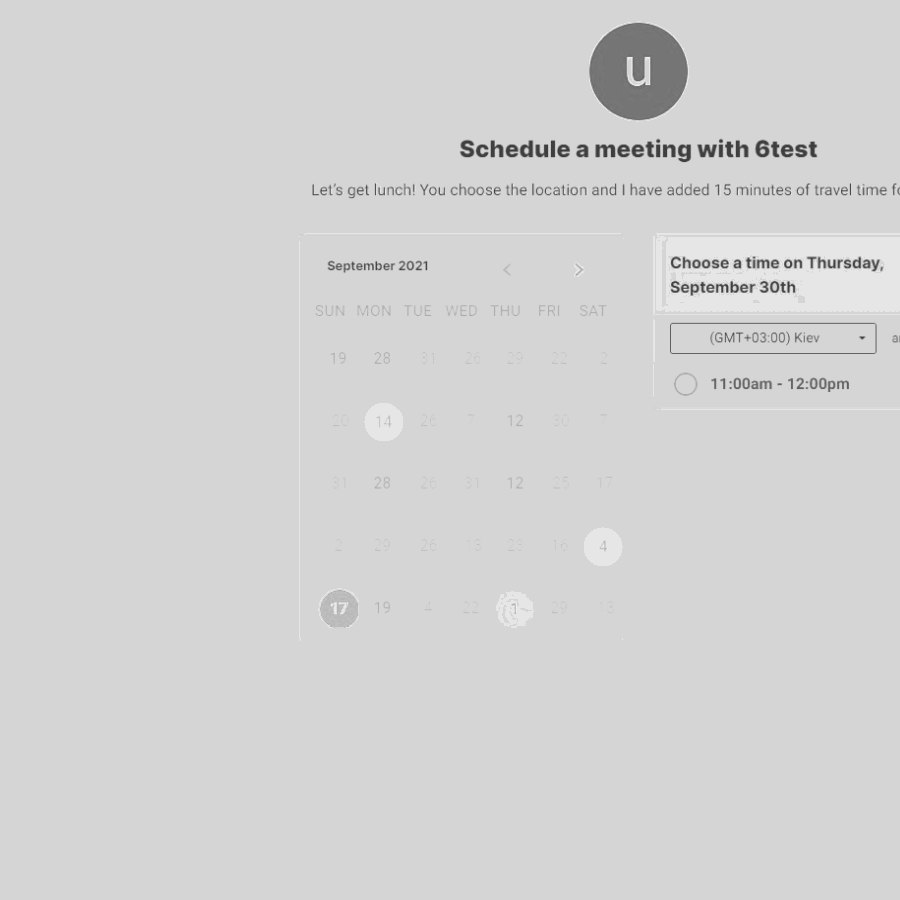 u
Schedule a meeting with 6test
Let's get lunch! You choose the location and I have added 15 minutes of travel time
September 2021
SUN MON TUE WED THU FRI SAT
19 28 31 26 29 22 2
20 14 26 7 12 30 7
31 28 26 31 12 25 17
2 29 26 13 23 16 4
17 19 4 22 1 29 13
Choose a time on Thursday,
September 30th
(GMT+03:00) Kiev
11:00am - 12:00pm